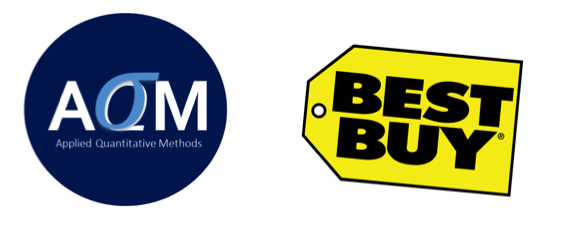 AQM
Applied Quantitative Methods
BEST
BUY®